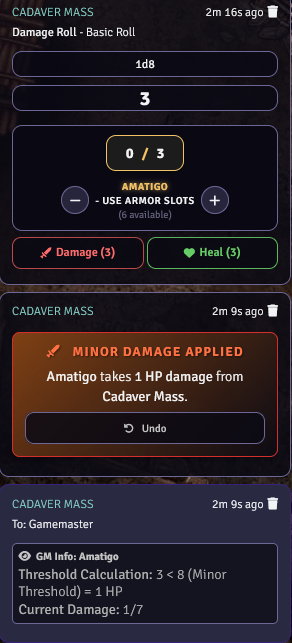 CADAVER MASS 2m 16s ago
Damage Roll - Basic Roll
1d8
3
0 / 3
AMATIGO
- USE ARMOR SLOTS
(6 available)
Damage (3) Heal (3)
CADAVER MASS 2m 9s ago
MINOR DAMAGE APPLIED
Amatigo takes 1 HP damage from
Cadaver Mass.
Undo
CADAVER MASS 2m 9s ago
To: Gamemaster
GM Info: Amatigo
Threshold Calculation: 3 < 8 (Minor
Threshold) = 1 HP
Current Damage: 1/7